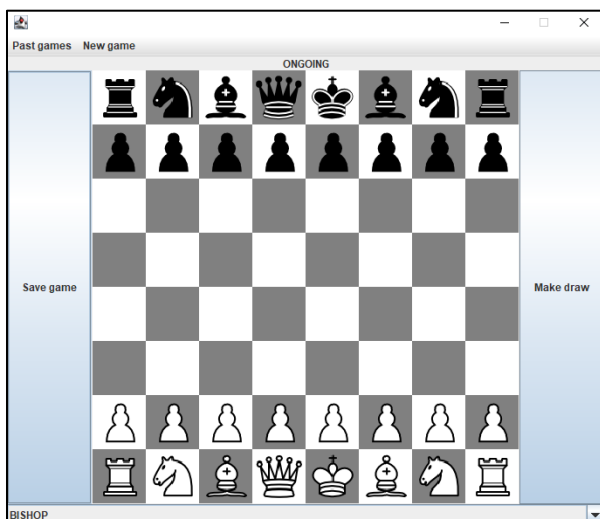 Past games New game
ONGOING
Save game
Make draw
BISHOP